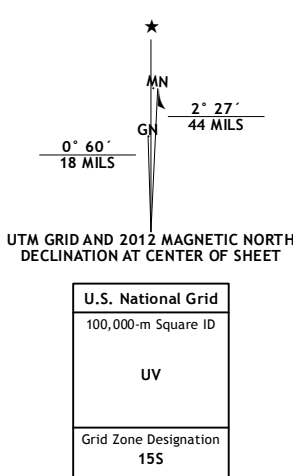 MN
GN
2° 27´
44 MILS
0° 60´
18 MILS
UTM GRID AND 2012 MAGNETIC NORTH
DECLINATION AT CENTER OF SHEET
U.S. National Grid
100,000-m Square ID
UV
Grid Zone Designation
15S